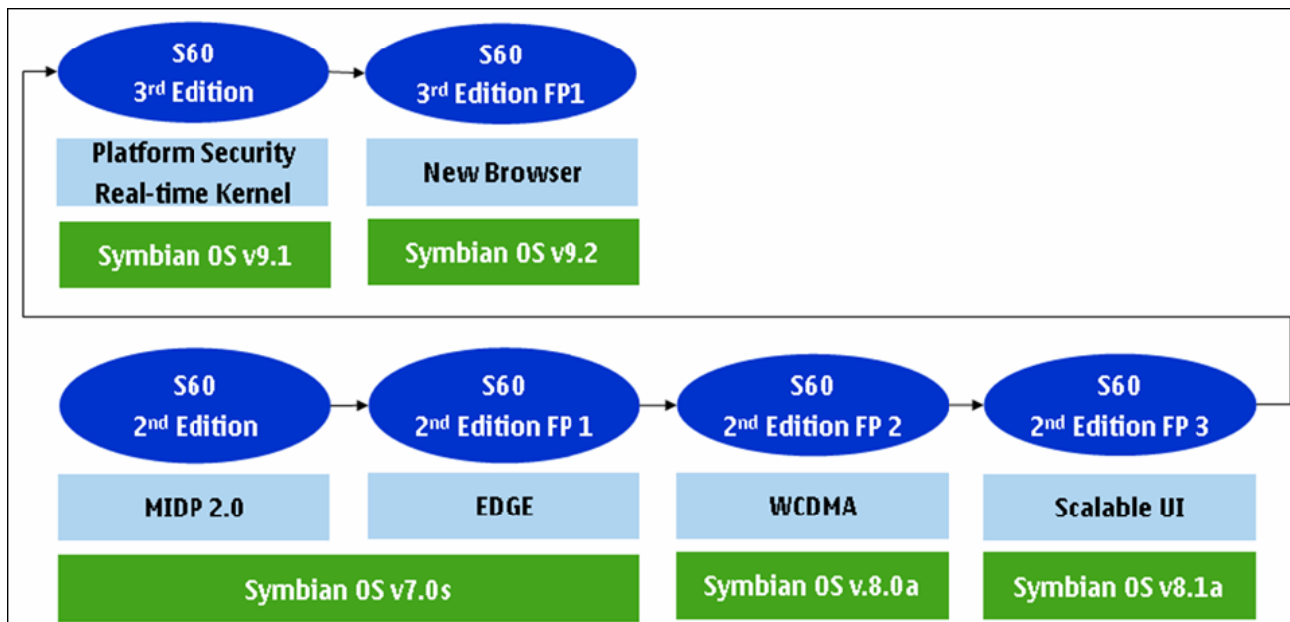 S60
3rd Edition
S60
3rd Edition FP1
Platform Security
Real-time Kernel
New Browser
Symbian OS v9.1
Symbian OS v9.2
S60
2nd Edition
S60
2nd Edition FP 1
S60
2nd Edition FP 2
S60
2nd Edition FP 3
MIDP 2.0
EDGE
WCDMA
Scalable UI
Symbian OS v7.0s
Symbian OS v.8.0a
Symbian OS v8.1a